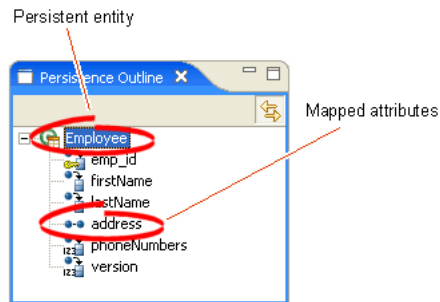 Persistent entity
Persistence Outline
Mapped attributes
Employee
emp_id
firstName
lastName
address
phoneNumbers
version